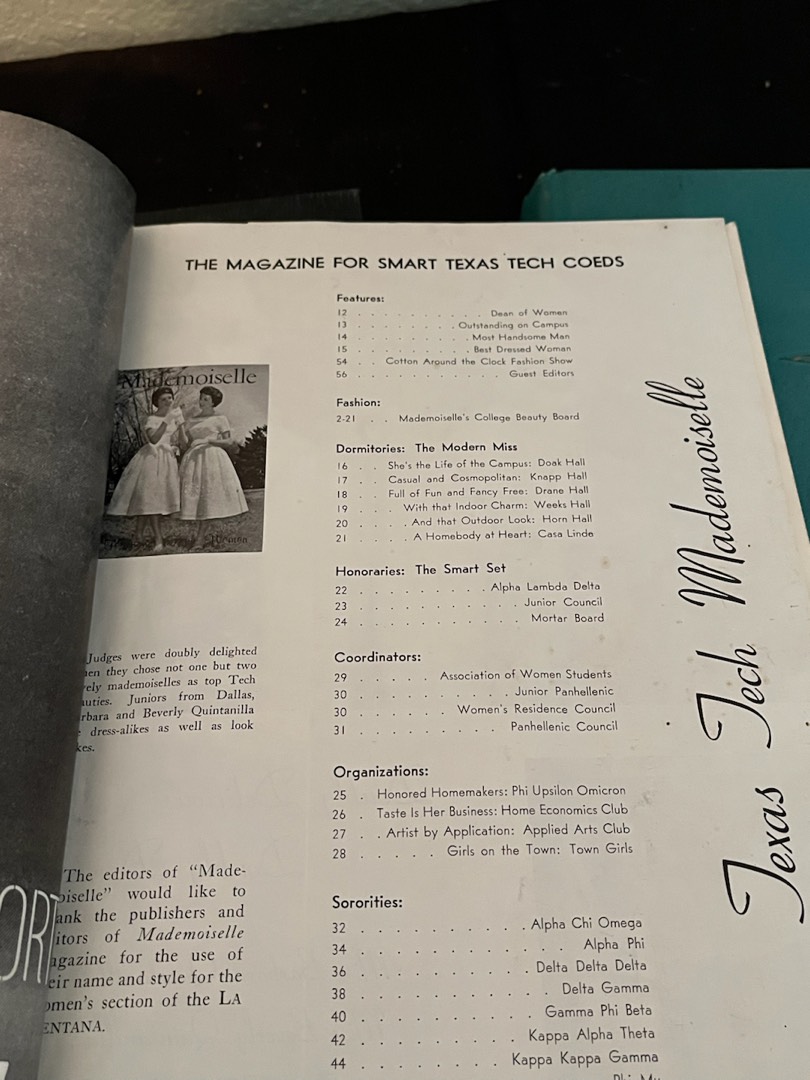 THE MAGAZINE FOR SMART TEXAS TECH COEDS
Mademoiselle
Judges were doubly delighted
they chose not one but two
mademoiselles as top Tech
Juniors from Dallas,
and Beverly Quintanilla
dress-alikes as well as look
The editors of "Made-
would like to
the publishers and
of Mademoiselle
for the use of
name and style for the
section of the LA
Features:
12 . . . . . . . . . . Dean of Women
13 . . . . . . . . Outstanding on Campus
14 . . . . . . . . . Most Handsome Man
15 . . . . . . . . . Best Dressed Woman
54 . . Cotton Around the Clock Fashion Show
56 . . . . . . . . . . . . Guest Editors
Fashion:
2-21 . . Mademoiselle's College Beauty Board
Dormitories: The Modern Miss
16 . . She's the Life of the Campus: Doak Hall
17 . . Casual and Cosmopolitan: Knapp Hall
18 . . Full of Fun and Fancy Free: Drane Hall
19 . . . With that Indoor Charm: Weeks Hall
20 . . . . And that Outdoor Look: Horn Hall
21 . . . . A Homebody at Heart: Casa Linde
Honoraries: The Smart Set
22 . . . . . . . . . Alpha Lambda Delta
23 . . . . . . . . . . . Junior Council
24 . . . . . . . . . . . Mortar Board
Coordinators:
29 . . . . . Association of Women Students
30 . . . . . . . . . . Junior Panhellenic
30 . . . . . . Women's Residence Council
31 . . . . . . . . . Panhellenic Council
Organizations:
25 . Honored Homemakers: Phi Upsilon Omicron
26 . Taste Is Her Business: Home Economics Club
27 . . Artist by Application: Applied Arts Club
28 . . . . . Girls on the Town: Town Girls
Sororities:
32 . . . . . . . . . . . Alpha Chi Omega
34 . . . . . . . . . . . . . Alpha Phi
36 . . . . . . . . . . . Delta Delta Delta
38 . . . . . . . . . . . . Delta Gamma
40 . . . . . . . . . . . Gamma Phi Beta
42 . . . . . . . . . . Kappa Alpha Theta
44 . . . . . . . . Kappa Kappa Gamma
Texas Tech Mademoiselle